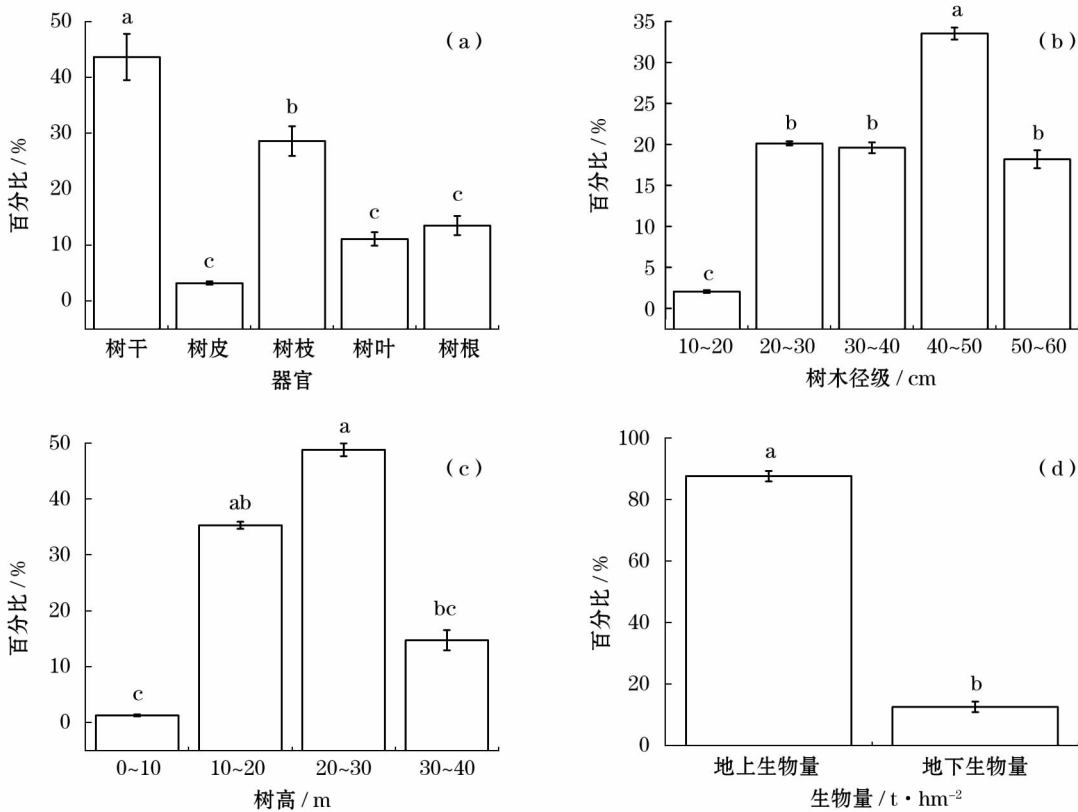 (a)
百分比/%
50
40
30
20
10
0
a
c
b
c
c
树干 树皮 树枝 树叶 树根
器官
(b)
百分比/%
35
30
25
20
15
10
5
0
c
b
b
a
b
10~20 20~30 30~40 40~50 50~60
树木径级/cm
(c)
百分比/%
50
40
30
20
10
0
c
ab
a
bc
0~10 10~20 20~30 30~40
树高/m
(d)
百分比/%
100
80
60
40
20
0
a
b
地上生物量 地下生物量
生物量/t·hm⁻²